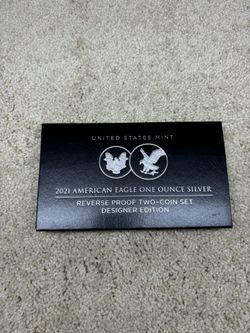 UNITED STATES MINT
2021 AMERICAN EAGLE ONE OUNCE SILVER
REVERSE PROOF TWO-COIN SET
DESIGNER EDITION